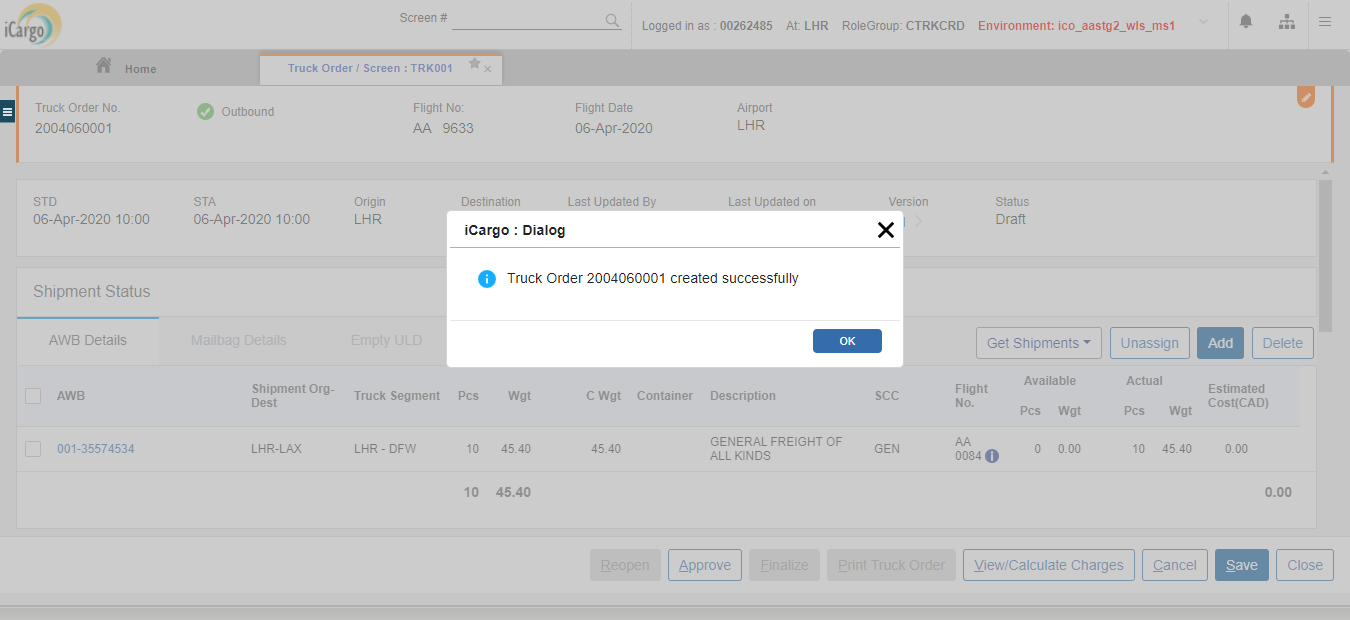 iCargo
Screen #
Logged in as : 00262485 At: LHR RoleGroup: CTRKCRD Environment: ico_aastg2_wls_ms1
Home
Truck Order / Screen : TRK001
Truck Order No.
2004060001
Outbound
Flight No:
AA 9633
Flight Date
06-Apr-2020
Airport
LHR
STD
06-Apr-2020 10:00
STA
06-Apr-2020 10:00
Origin
LHR
Destination
Last Updated By
Last Updated on
Version
Status
Draft
iCargo : Dialog
Truck Order 2004060001 created successfully
OK
Shipment Status
AWB Details Mailbag Details Empty ULD
Get Shipments Unassign Add Delete
AWB
Shipment Org-
Dest
Truck Segment
Pcs
Wgt
C Wgt
Container
Description
SCC
Flight
No.
Available
Pcs Wgt
Actual
Pcs Wgt
Estimated
Cost(CAD)
001-35574534
LHR-LAX
LHR - DFW
10
45.40
45.40
GENERAL FREIGHT OF
ALL KINDS
GEN
AA
0084
0
0.00
10
45.40
0.00
10 45.40 0.00
Reopen Approve Finalize Print Truck Order View/Calculate Charges Cancel Save Close